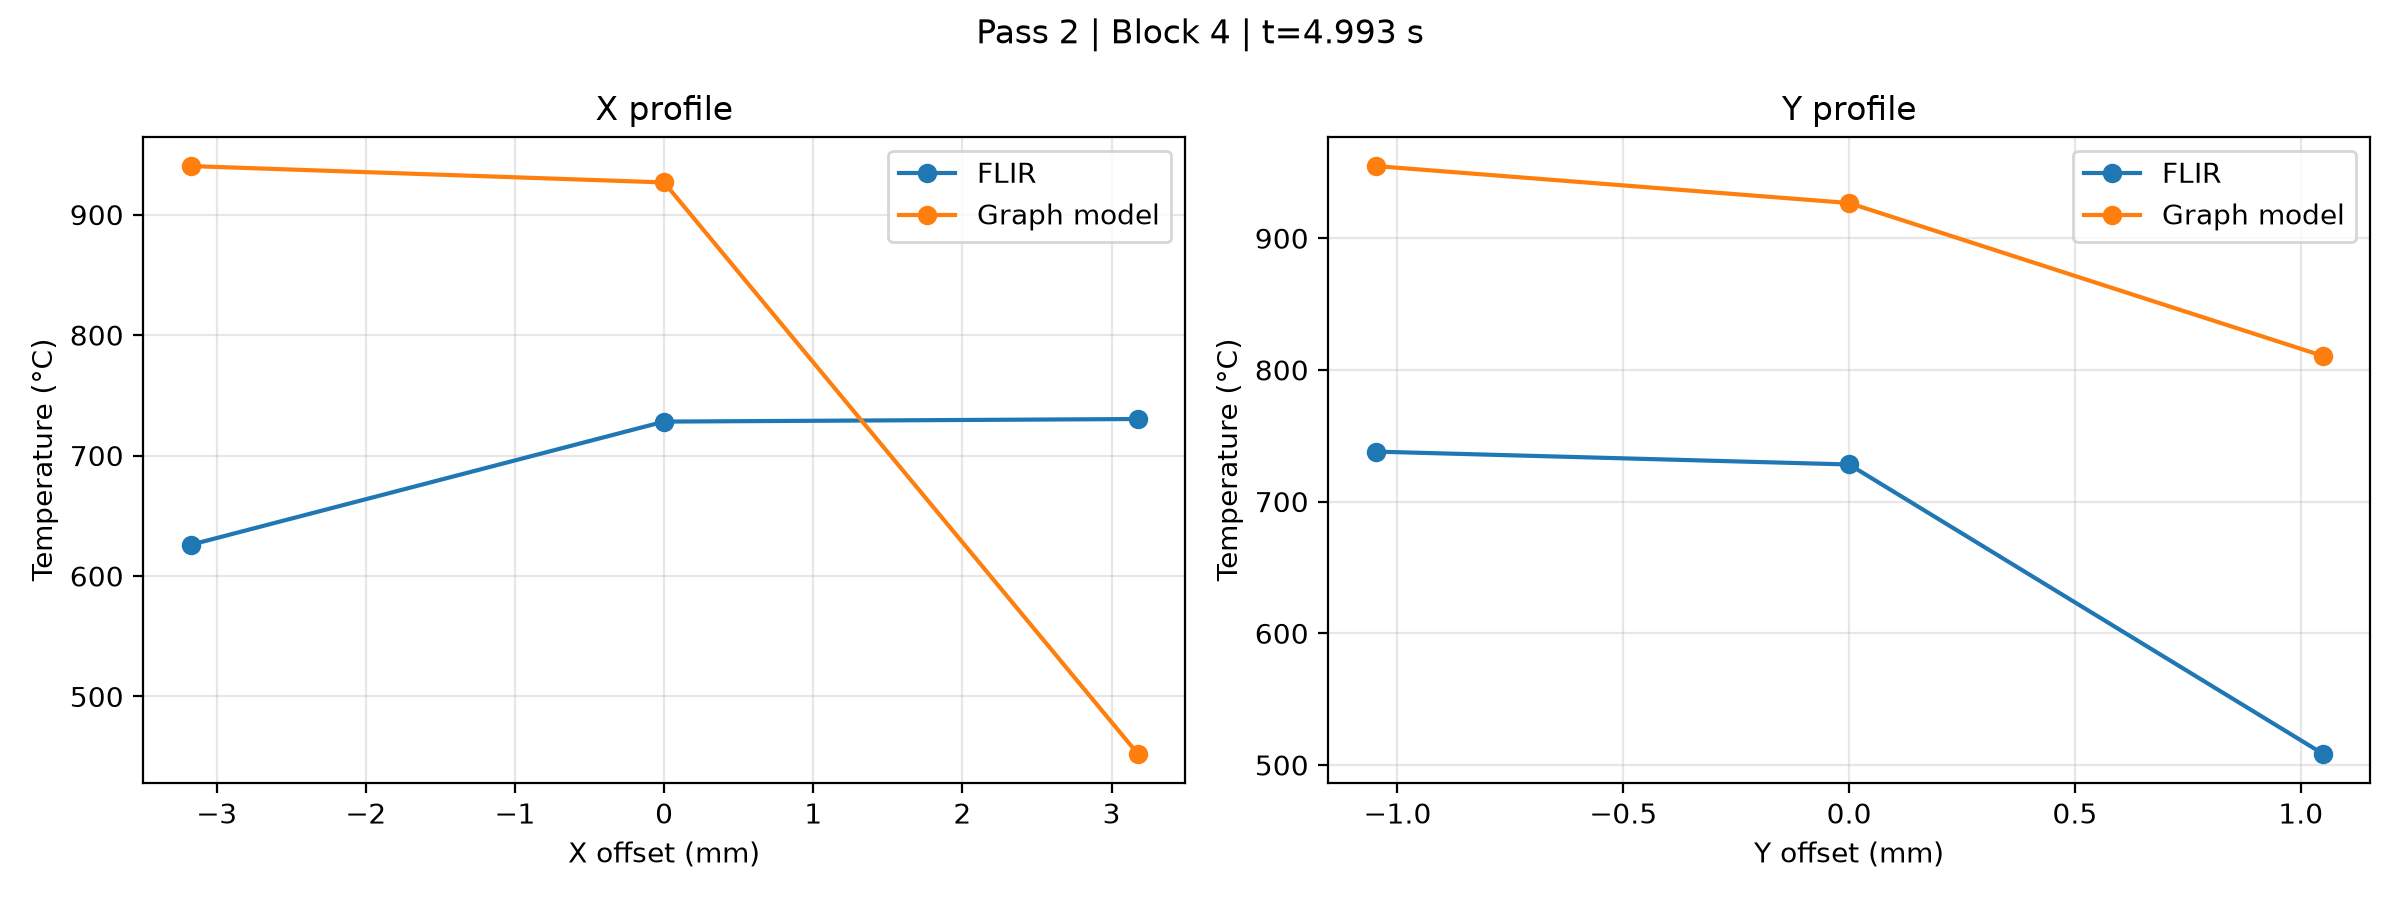 Pass 2 | Block 4 | t=4.993 s
X profile
FLIR
Graph model
900
800
700
600
500
Temperature (°C)
−3
−2
−1
0
1
2
3
X offset (mm)
Y profile
FLIR
Graph model
900
800
700
600
500
Temperature (°C)
−1.0
−0.5
0.0
0.5
1.0
Y offset (mm)